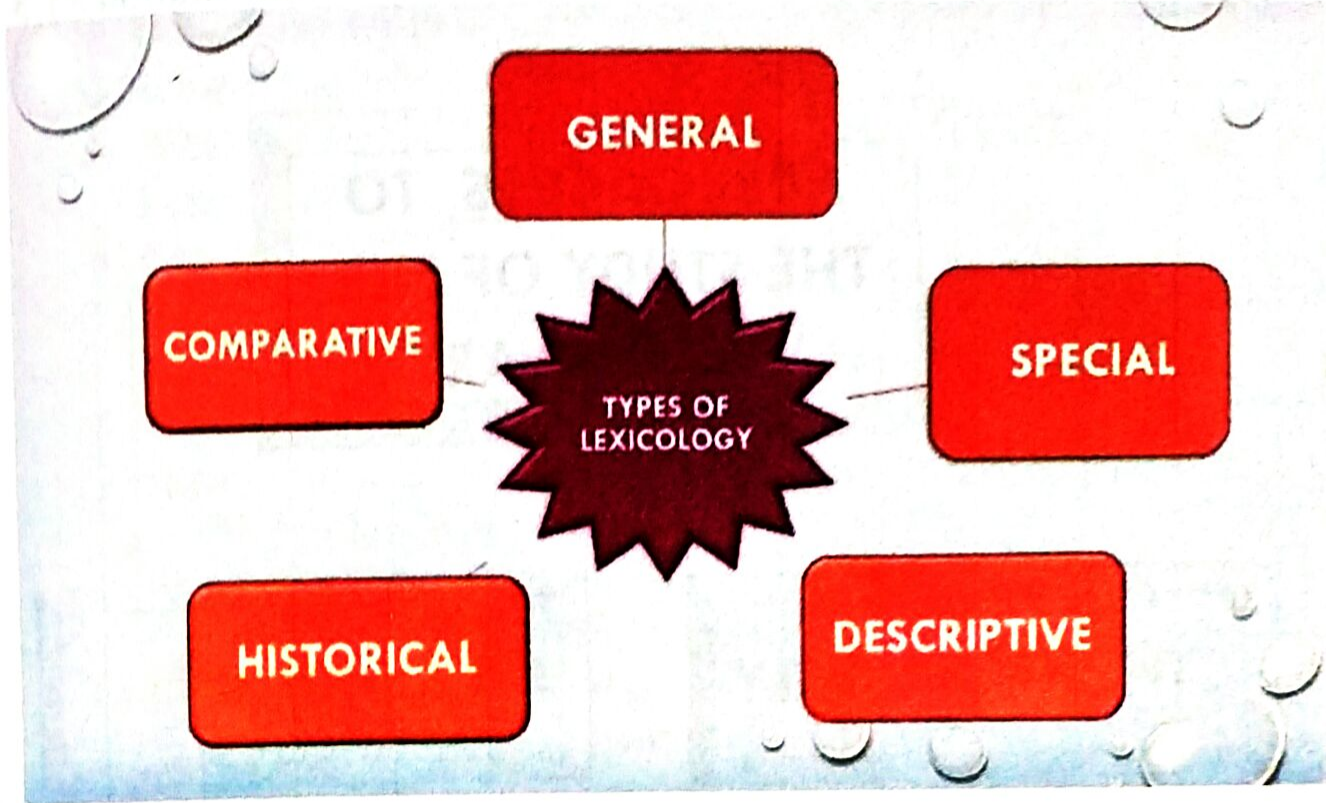 GENERAL
COMPARATIVE
SPECIAL
TYPES OF
LEXICOLOGY
HISTORICAL
DESCRIPTIVE